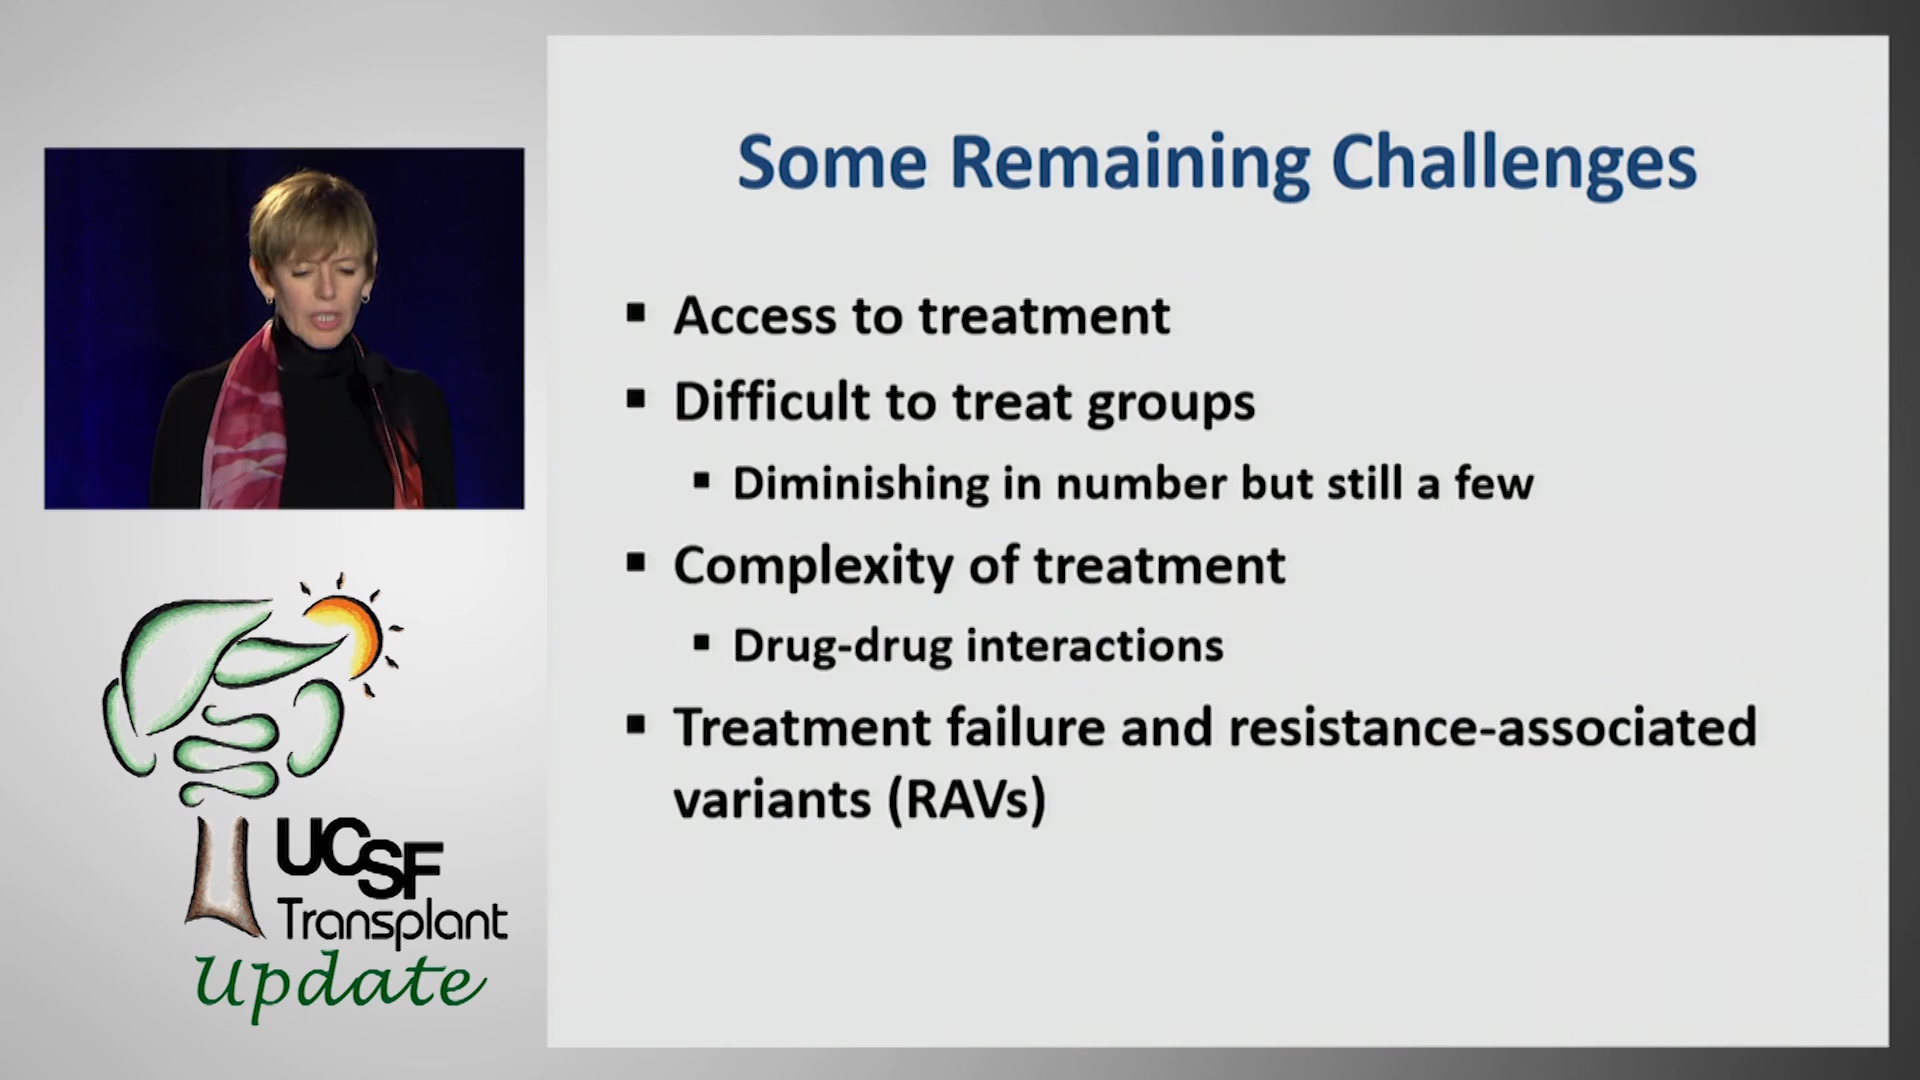 Some Remaining Challenges
▪ Access to treatment
▪ Difficult to treat groups
▪ Diminishing in number but still a few
▪ Complexity of treatment
▪ Drug-drug interactions
▪ Treatment failure and resistance-associated
variants (RAVs)
UCSF
Transplant
Update